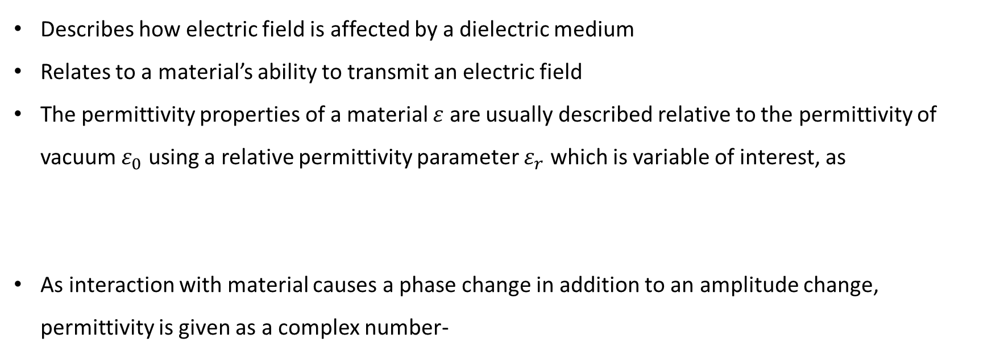 • Describes how electric field is affected by a dielectric medium
• Relates to a material’s ability to transmit an electric field
• The permittivity properties of a material ε are usually described relative to the permittivity of
vacuum ε₀ using a relative permittivity parameter εᵣ which is variable of interest, as
• As interaction with material causes a phase change in addition to an amplitude change,
permittivity is given as a complex number-